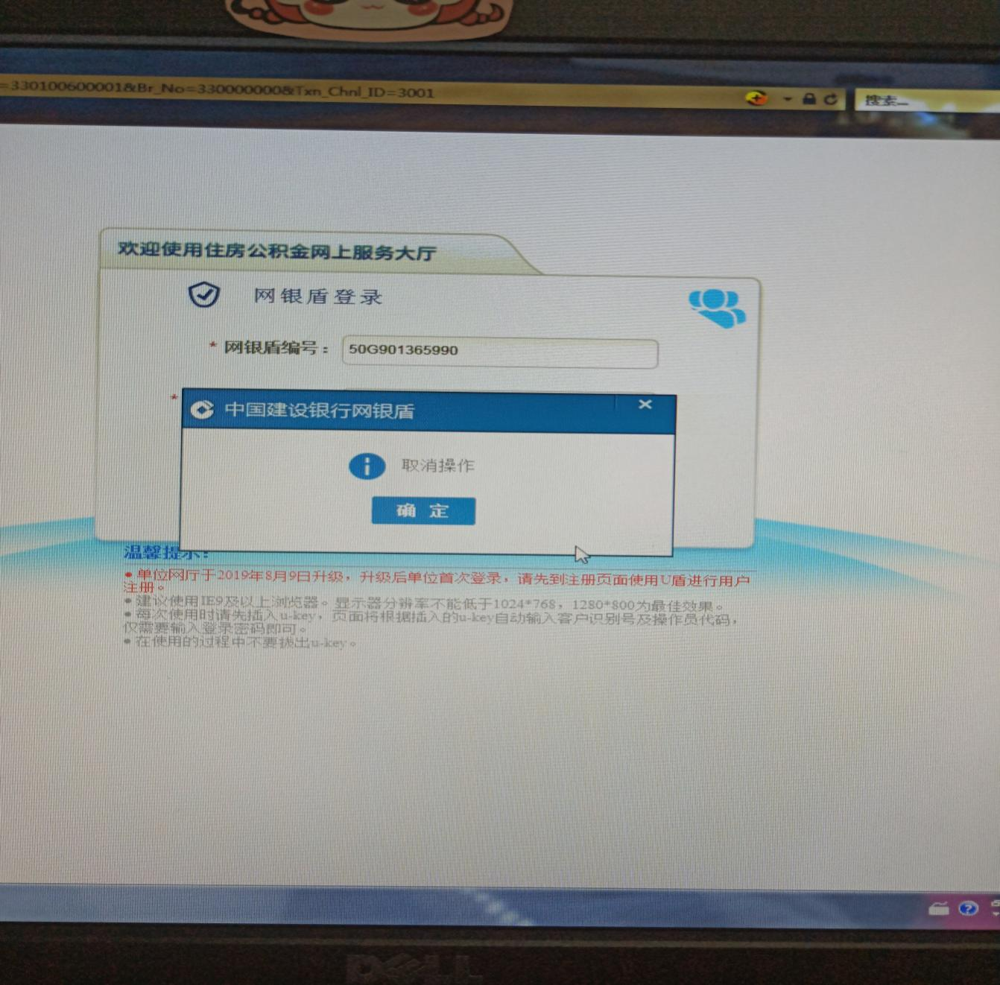 =330100600001&Br_No=330000000&Txn_Chnl_ID=3001
搜索...
欢迎使用住房公积金网上服务大厅
网银盾登录
* 网银盾编号：
50G901365990
*
中国建设银行网银盾
×
取消操作
确 定
温馨提示：
● 单位网厅于2019年8月9日升级，升级后单位首次登录，请先到注册页面使用U盾进行用户
注册。
● 建议使用IE9及以上浏览器。显示器分辨率不能低于1024*768，1280*800为最佳效果。
● 每次使用时请先插入u-key，页面将根据插入的u-key自动输入客户识别号及操作员代码，
仅需要输入登录密码即可。
● 在使用的过程中不要拔出u-key。
DELL